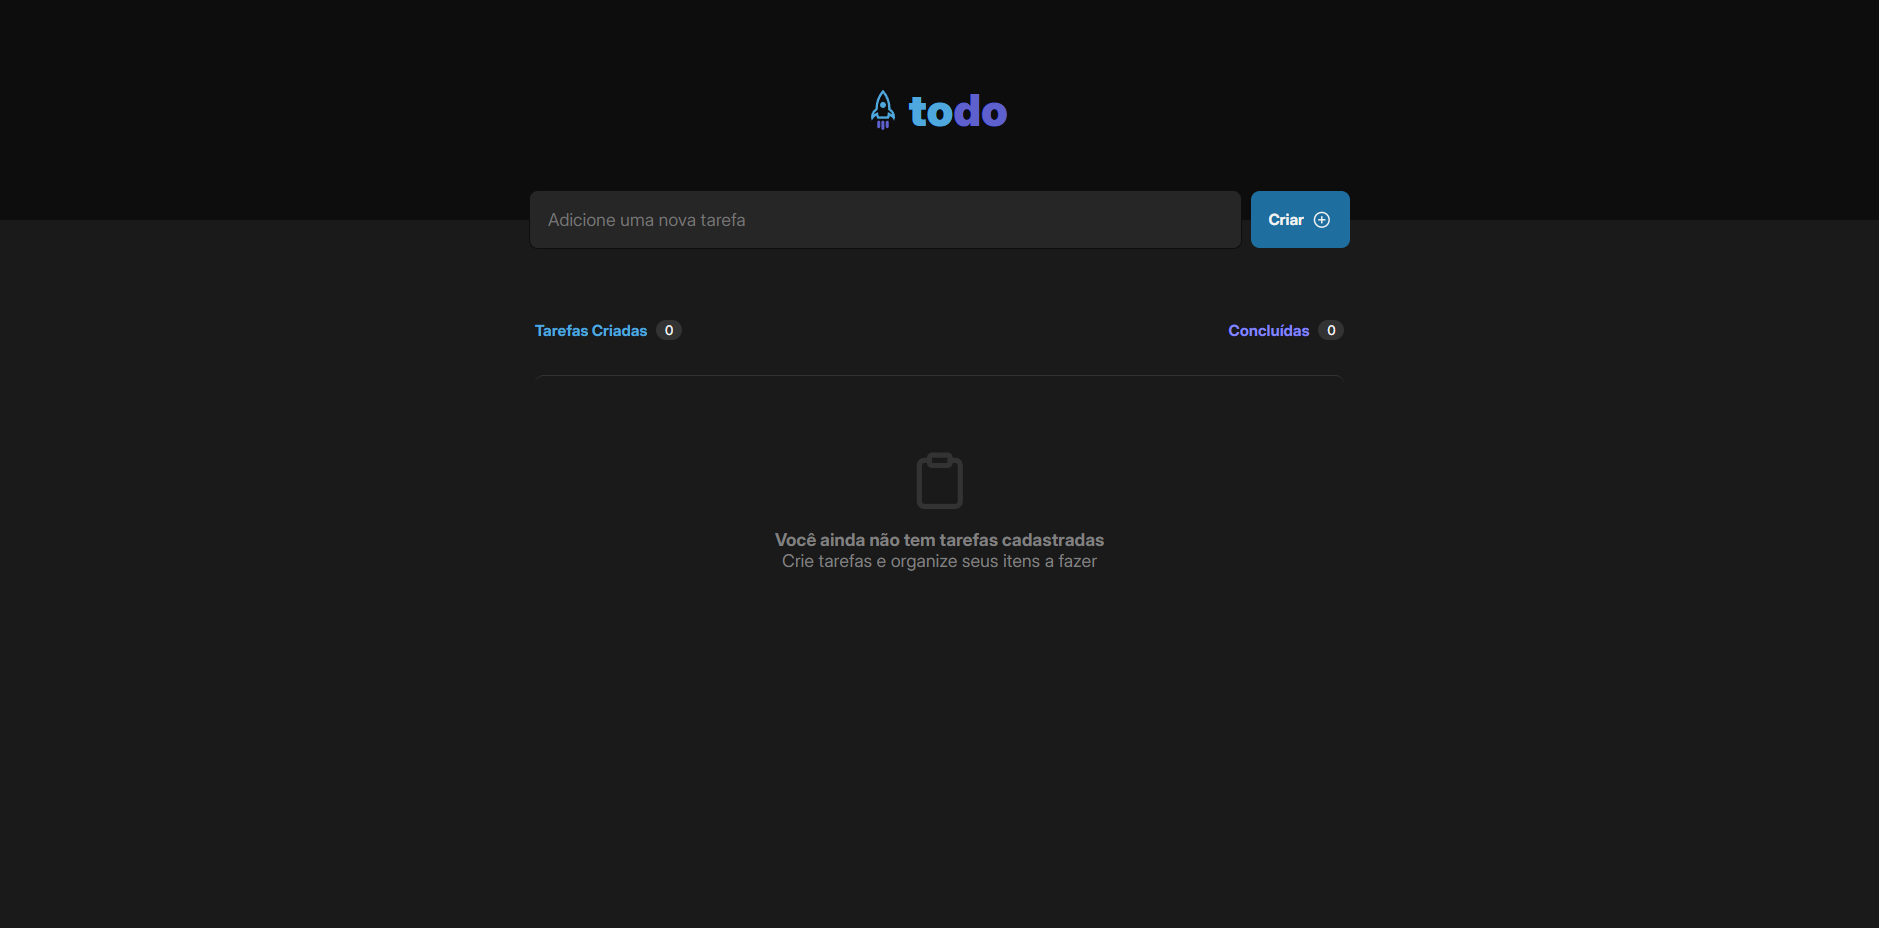 todo
Adicione uma nova tarefa
Criar
Tarefas Criadas 0
Concluídas 0
Você ainda não tem tarefas cadastradas
Crie tarefas e organize seus itens a fazer